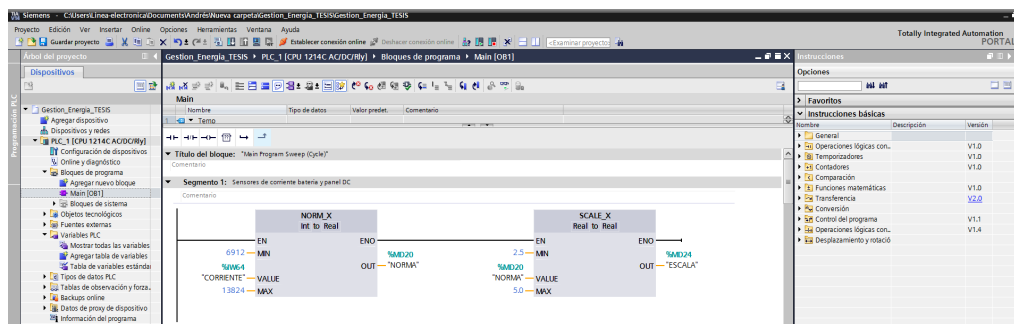 Siemens - C:\Users\Linea-electronica\Documents\Andrés\Nueva carpeta\Gestion_Energia_TESIS\Gestion_Energia_TESIS
Proyecto Edición Ver Insertar Online Opciones Herramientas Ventana Ayuda
Totally Integrated Automation
PORTAL
Guardar proyecto Establecer conexión online Deshacer conexión online <Examinar proyecto>
Árbol del proyecto
Gestion_Energia_TESIS ▸ PLC_1 [CPU 1214C AC/DC/Rly] ▸ Bloques de programa ▸ Main [OB1]
Instrucciones
Dispositivos
Opciones
Programación PLC
Gestion_Energia_TESIS
Agregar dispositivo
Dispositivos y redes
PLC_1 [CPU 1214C AC/DC/Rly]
Configuración de dispositivos
Online y diagnóstico
Bloques de programa
Agregar nuevo bloque
Main [OB1]
Bloques de sistema
Objetos tecnológicos
Fuentes externas
Variables PLC
Mostrar todas las variables
Agregar tabla de variables
Tabla de variables estándar
Tipos de datos PLC
Tablas de observación y forza..
Backups online
Datos de proxy de dispositivo
Información del programa
Main
Nombre Tipo de datos Valor predet. Comentario
1 Temp
Título del bloque: "Main Program Sweep (Cycle)"
Comentario
Segmento 1: Sensores de corriente bateria y panel DC
Comentario
NORM_X
Int to Real
EN ENO
6912 MIN
%MD20
OUT "NORMA"
%IW64
"CORRIENTE" VALUE
13824 MAX
SCALE_X
Real to Real
EN ENO
2.5 MIN
%MD24
OUT "ESCALA"
%MD20
"NORMA" VALUE
5.0 MAX
Favoritos
Instrucciones básicas
Nombre Descripción Versión
General
Operaciones lógicas con.. V1.0
Temporizadores V1.0
Contadores V1.0
Comparación
Funciones matemáticas V1.0
Transferencia V2.0
Conversión
Control del programa V1.1
Operaciones lógicas con.. V1.4
Desplazamiento y rotació